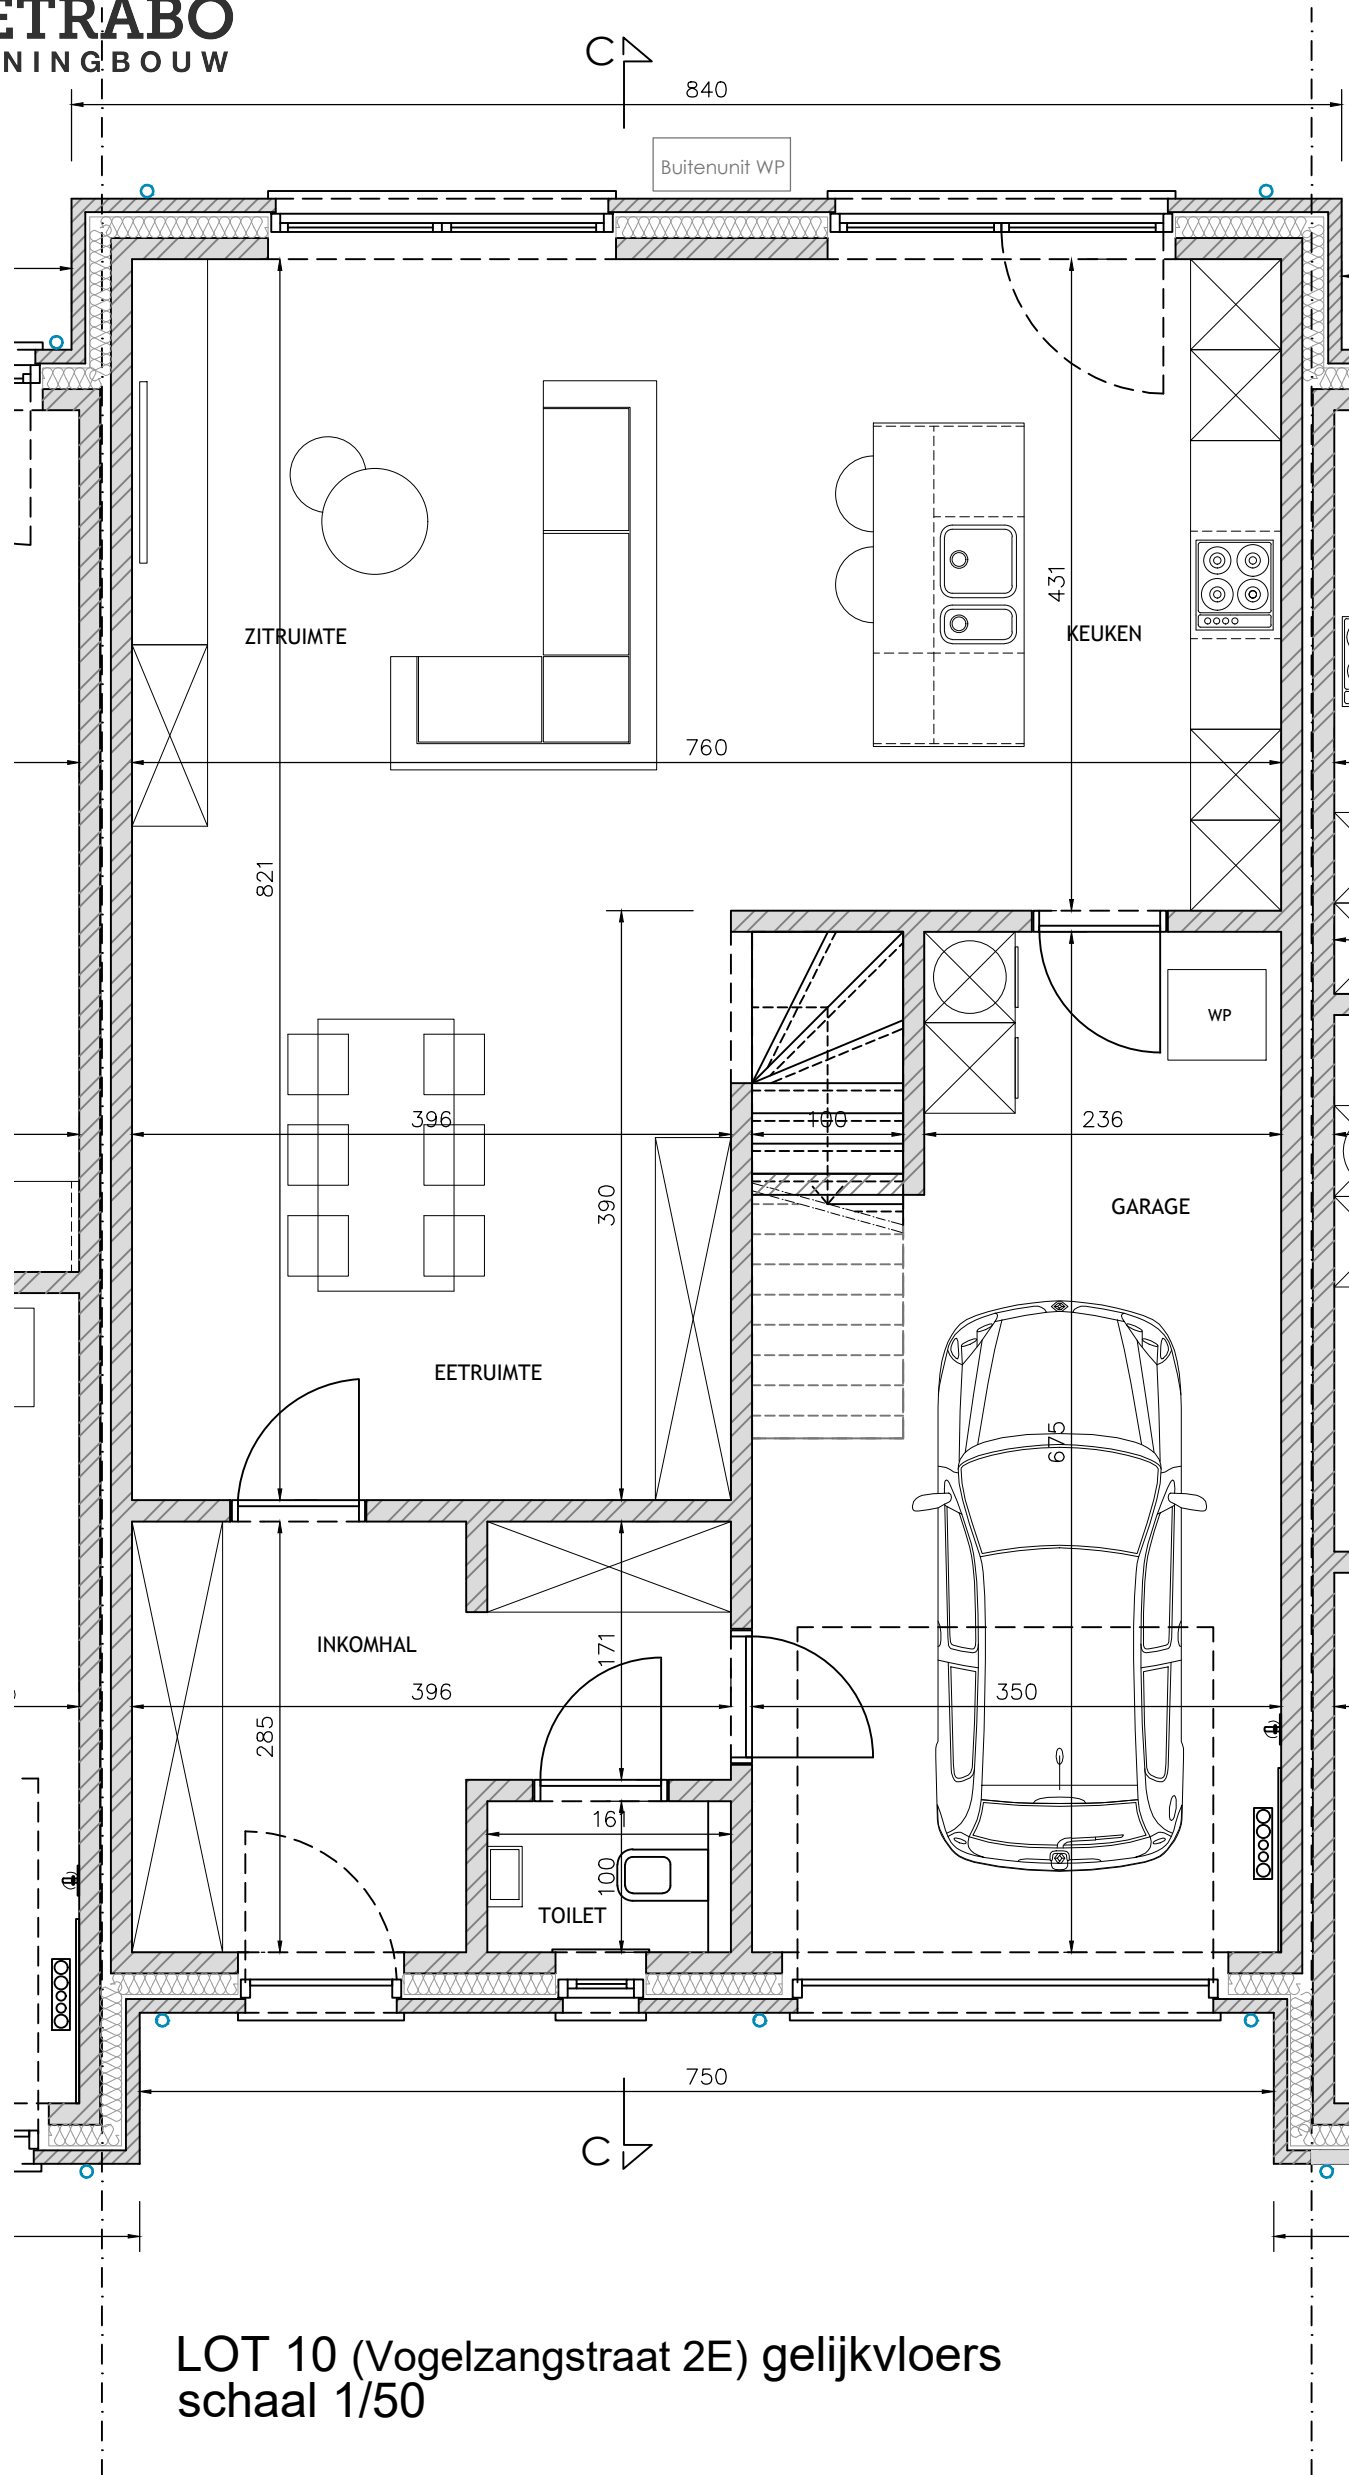 ETRABO
NINGBOUW
C
840
Buitenunit WP
431
ZITRUIMTE
KEUKEN
760
821
WP
396
100
236
390
GARAGE
EETRUIMTE
675
INKOMHAL
171
396
350
285
161
100
TOILET
750
C
LOT 10 (Vogelzangstraat 2E) gelijkvloers
schaal 1/50